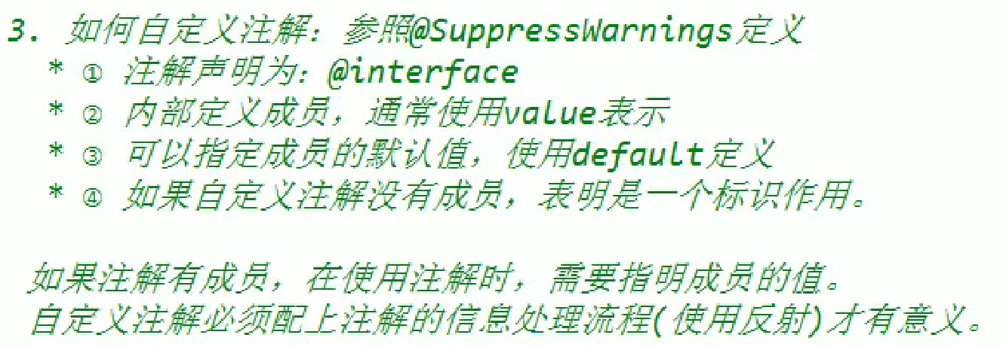 3. 如何自定义注解：参照@SuppressWarnings定义
* ① 注解声明为：@interface
* ② 内部定义成员，通常使用value表示
* ③ 可以指定成员的默认值，使用default定义
* ④ 如果自定义注解没有成员，表明是一个标识作用。
如果注解有成员，在使用注解时，需要指明成员的值。
自定义注解必须配上注解的信息处理流程(使用反射)才有意义。